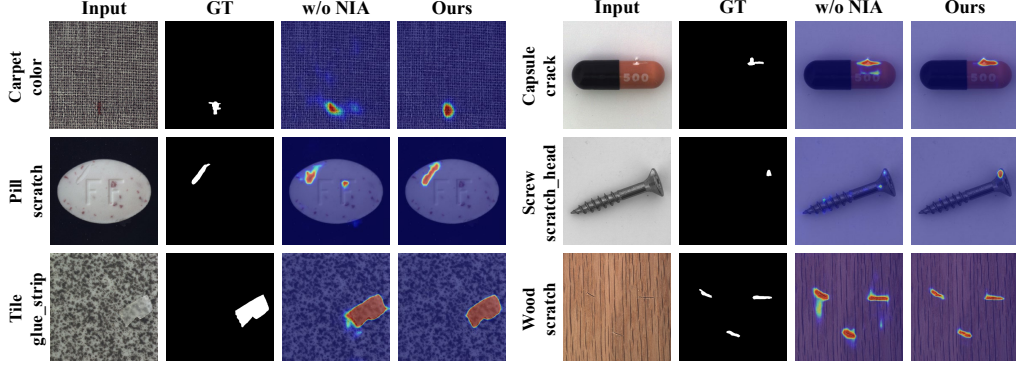 Input GT w/o NIA Ours
Carpet
color
Pill
scratch
FF
Tile
glue_strip
Input GT w/o NIA Ours
Capsule
crack
500
500
500
Screw
scratch_head
Wood
scratch